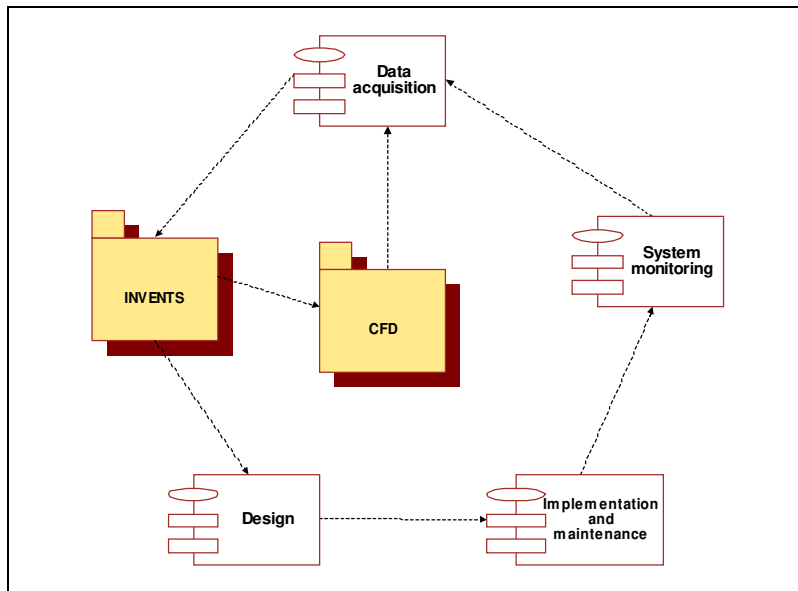 Data
acquisition
System
monitoring
INVENTS
CFD
Design
Implementation
and
maintenance